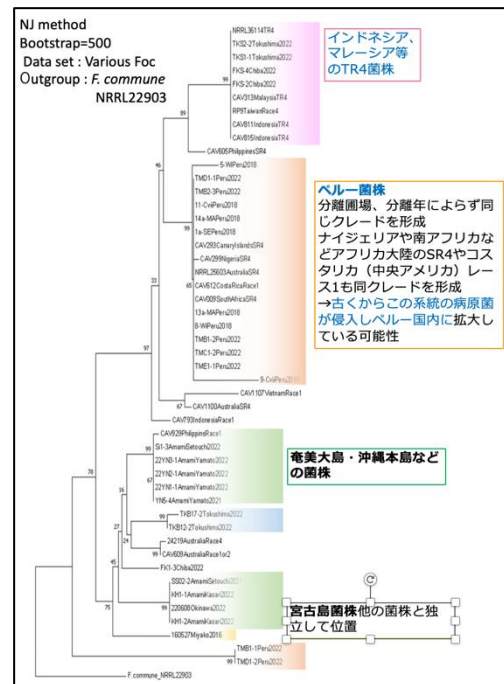 NJ method
Bootstrap=500
Data set : Various Foc
Outgroup : F. commune
NRRL22903
NRRL36114TR4
TKS2-2Tokushima2022
TKS1-1Tokushima2022
FKS-4Chiba2022
FKS-2Chiba2022
CAV313MalaysiaTR4
RP9TaiwanRace4
CAV811IndonesiaTR4
CAV815IndonesiaTR4
CAV605PhilippinesSR4
インドネシア、
マレーシア等
のTR4菌株
99
89
46
5-WIPeru2018
TMD1-1Peru2022
TMB2-3Peru2022
11-CviiPeru2018
14a-MAPeru2018
1a-SEPeru2018
CAV293CanaryIslandsSR4
CAV299NigeriaSR4
NRRL25603AustraliaSR4
CAV612CostaRicaRace1
CAV009SouthAfricaSR4
13a-MAPeru2018
8-WIPeru2018
TMB1-2Peru2022
TMC1-2Peru2022
TME1-1Peru2022
9-CviiPeru2018
99
65
33
ペルー菌株
分離圃場、分離年によらず同
じクレードを形成
ナイジェリアや南アフリカな
どアフリカ大陸のSR4やコス
タリカ（中央アメリカ）レー
ス1も同クレードを形成
→古くからこの系統の病原菌
が侵入しペルー国内に拡大
している可能性
CAV1107VietnamRace1
CAV1100AustraliaSR4
CAV793IndonesiaRace1
67
97
CAV929PhilippinsRace1
Si1-3AmamiSetouch2022
22YN3-1AmamiYamato2022
22YN2-1AmamiYamato2022
22YN1-1AmamiYamato2022
YN5-4AmamiYamato2021
99
78
奄美大島・沖縄本島など
の菌株
TKB17-2Tokushima2022
TKB12-2Tokushima2022
24219AustraliaRace4
CAV609AustraliaRace1or2
FK1-3Chiba2022
16
99
24
99
27
SS02-2AmamiSetouch
KH1-1AmamiKasari2022
220608Okinawa2022
KH1-2AmamiKasari2022
160527Miyako2016
45
99
75
宮古島菌株他の菌株と独
立して位置
TMB1-1Peru2022
TMD1-2Peru2022
99
F.commune_NRRL22903